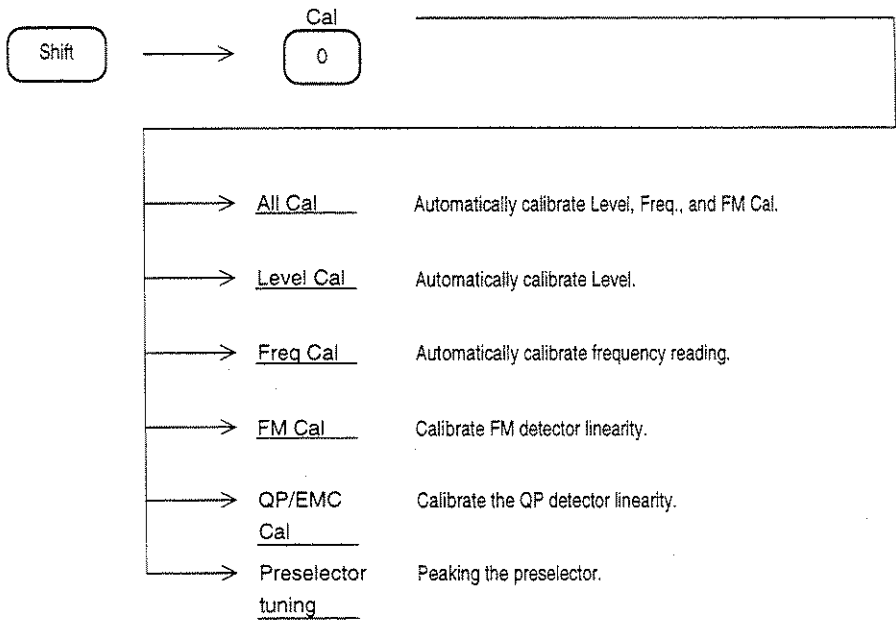 Cal
Shift
0
All Cal Automatically calibrate Level, Freq., and FM Cal.
Level Cal Automatically calibrate Level.
Freq Cal Automatically calibrate frequency reading.
FM Cal Calibrate FM detector linearity.
QP/EMC Calibrate the QP detector linearity.
Cal
Preselector Peaking the preselector.
tuning